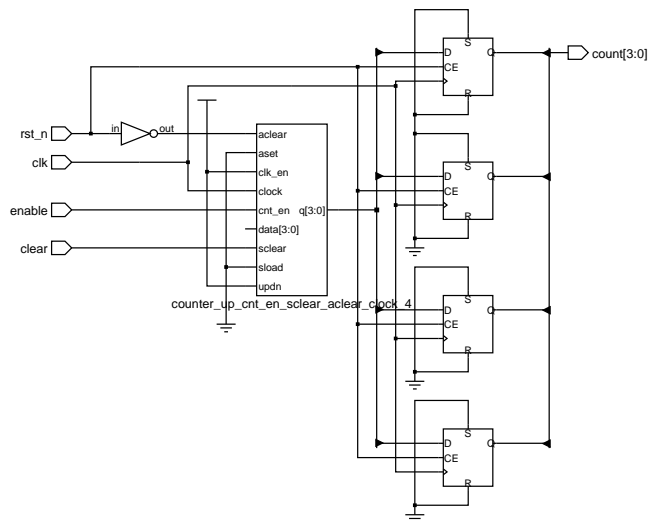 S
D Q
CE
R
count[3:0]
rst_n
in out
clk
enable
clear
aclear
aset
clk_en
clock
cnt_en q[3:0]
data[3:0]
sclear
sload
updn
counter_up_cnt_en_sclear_aclear_clock_4
S
D Q
CE
R
S
D Q
CE
R
S
D Q
CE
R